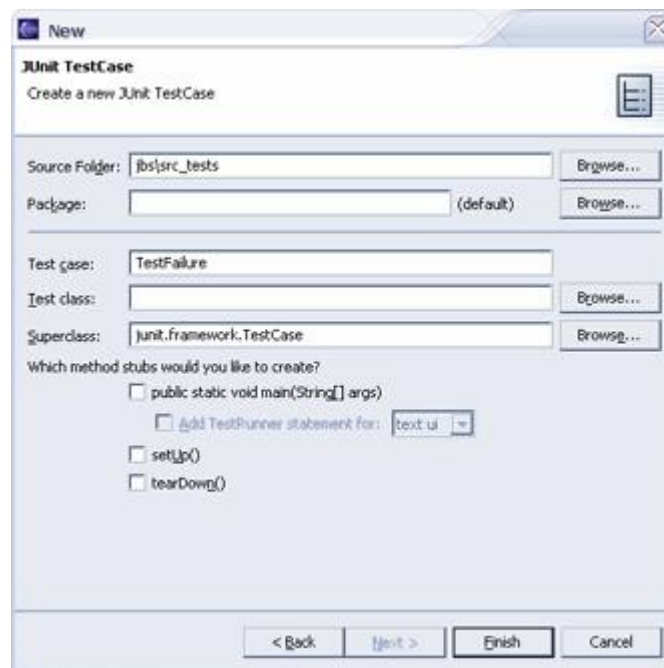 New
JUnit TestCase
Create a new JUnit TestCase
Source Folder: jbs\src_tests Browse...
Package: (default) Browse...
Test case: TestFailure
Test class: Browse...
Superclass: junit.framework.TestCase Browse...
Which method stubs would you like to create?
public static void main(String[] args)
Add TestRunner statement for: text ui
setUp()
tearDown()
< Back Next > Finish Cancel